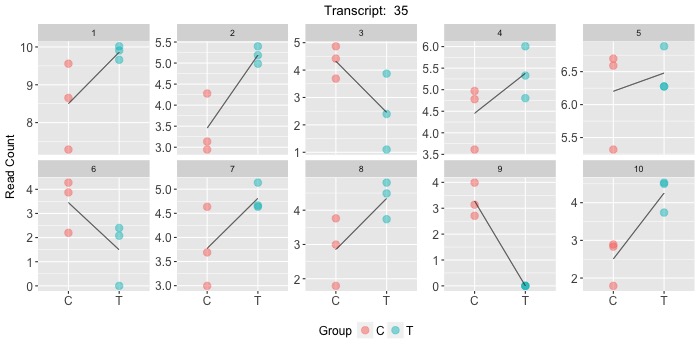 Transcript: 35
1 2 3 4 5
10 9 8
5.5 5.0 4.5 4.0 3.5 3.0
5 4 3 2 1
6.0 5.5 5.0 4.5 4.0 3.5
6.5 6.0 5.5
Read Count
6 7 8 9 10
4 3 2 1 0
5.0 4.5 4.0 3.5 3.0
4 3 2
4 3 2 1 0
4 3 2
C T C T C T C T C T
Group C T